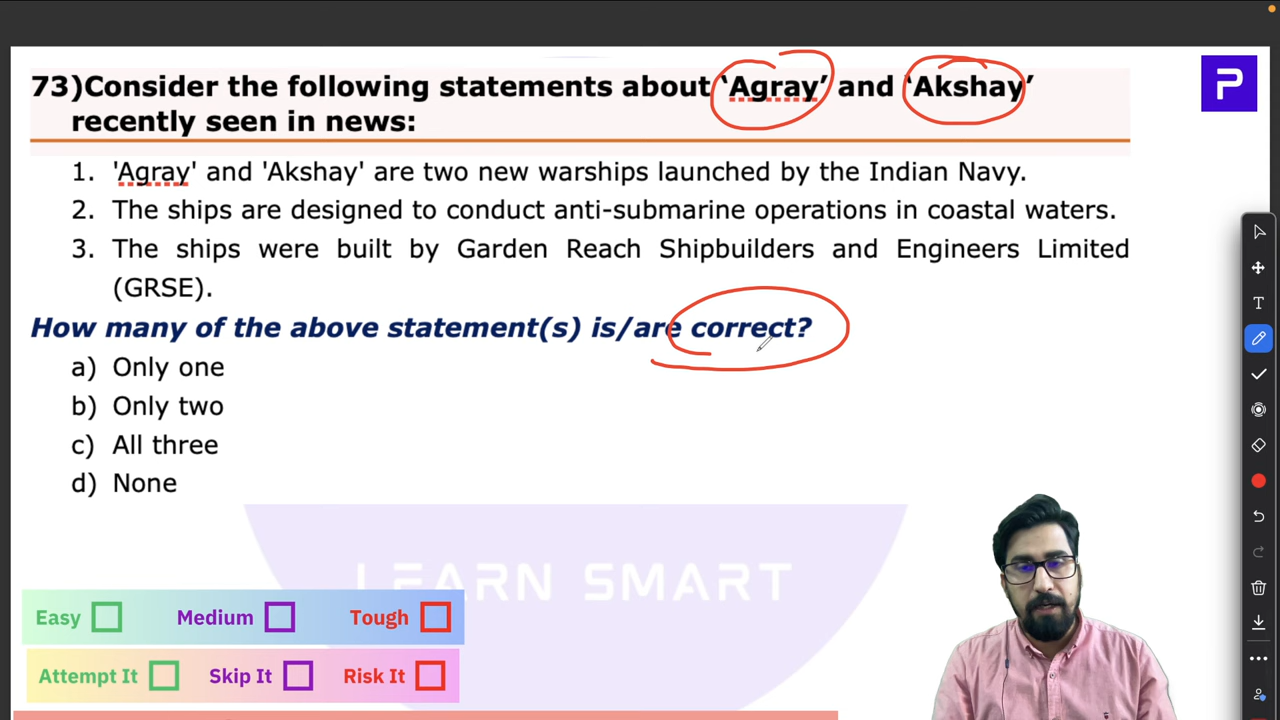 73)Consider the following statements about ‘Agray’ and ‘Akshay’
recently seen in news:
1. 'Agray' and 'Akshay' are two new warships launched by the Indian Navy.
2. The ships are designed to conduct anti-submarine operations in coastal waters.
3. The ships were built by Garden Reach Shipbuilders and Engineers Limited
(GRSE).
How many of the above statement(s) is/are correct?
a) Only one
b) Only two
c) All three
d) None
LEARN SMART
Easy Medium Tough
Attempt It Skip It Risk It
P
T